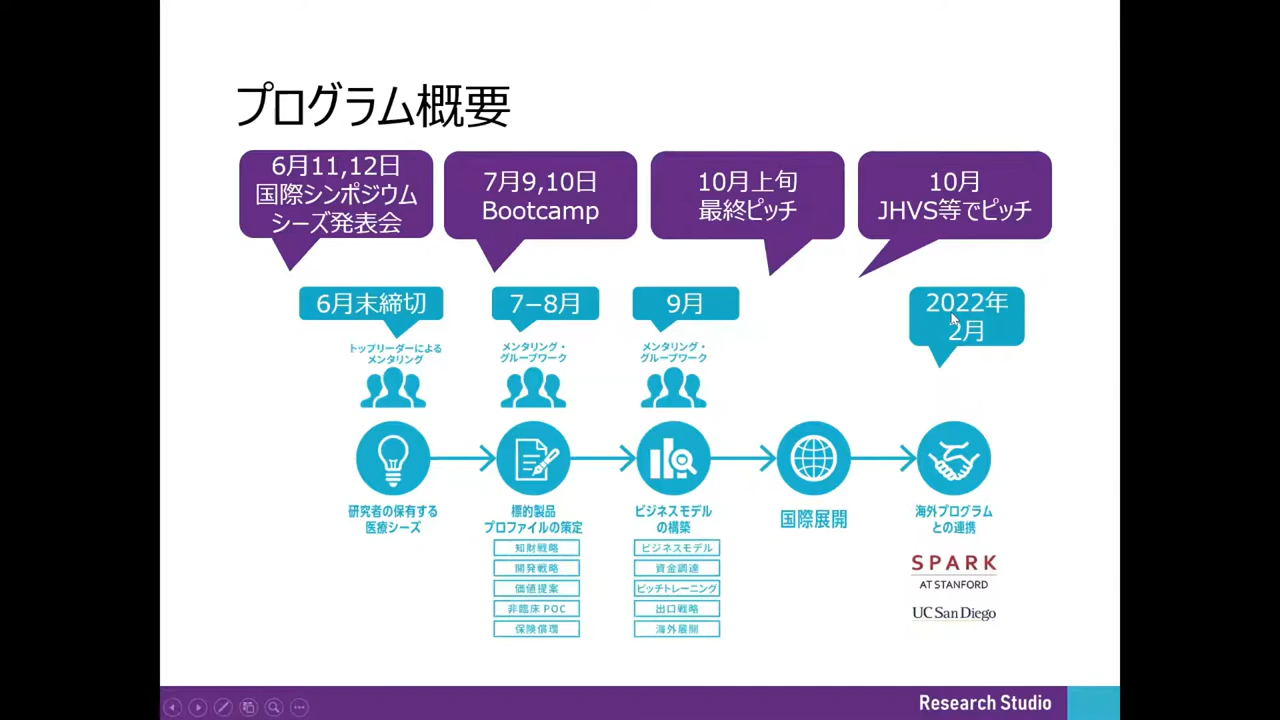 プログラム概要
6月11,12日
国際シンポジウム
シーズ発表会
7月9,10日
Bootcamp
10月上旬
最終ピッチ
10月
JHVS等でピッチ
6月末締切
7−8月
9月
2022年
2月
トップリーダーによる
メンタリング
メンタリング・
グループワーク
メンタリング・
グループワーク
研究者の保有する
医療シーズ
標的製品
プロファイルの策定
知財戦略
開発戦略
価値提案
非臨床 POC
保険償還
ビジネスモデル
の構築
ビジネスモデル
資金調達
ピッチトレーニング
出口戦略
海外展開
国際展開
海外プログラム
との連携
SPARK
AT STANFORD
UC San Diego
Research Studio